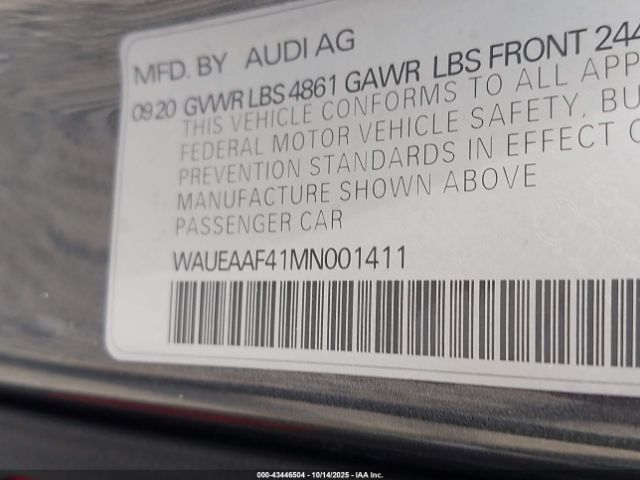 MFD. BY AUDI AG
09 20 GVWR LBS 4861 GAWR LBS FRONT 244
THIS VEHICLE CONFORMS TO ALL APP
FEDERAL MOTOR VEHICLE SAFETY, BU
PREVENTION STANDARDS IN EFFECT O
MANUFACTURE SHOWN ABOVE
PASSENGER CAR
WAUEAAF41MN001411
000-43446504 - 10/14/2025 - IAA Inc.